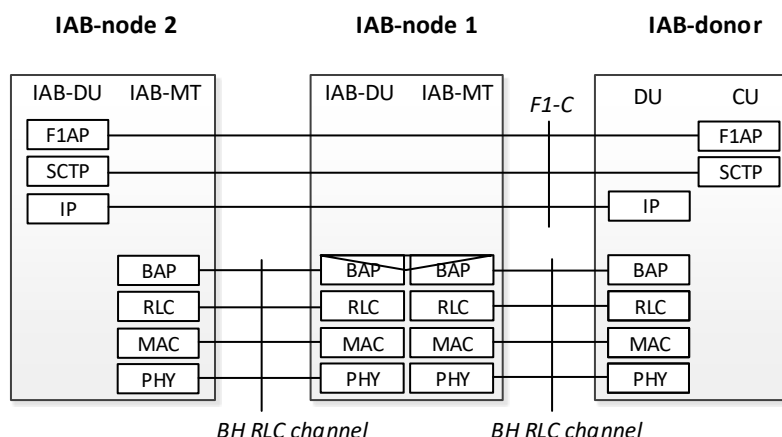 IAB-node 2 IAB-node 1 IAB-donor
IAB-DU IAB-MT IAB-DU IAB-MT F1-C DU CU
F1AP F1AP
SCTP SCTP
IP IP
BAP BAP BAP BAP
RLC RLC RLC RLC
MAC MAC MAC MAC
PHY PHY PHY PHY
BH RLC channel BH RLC channel